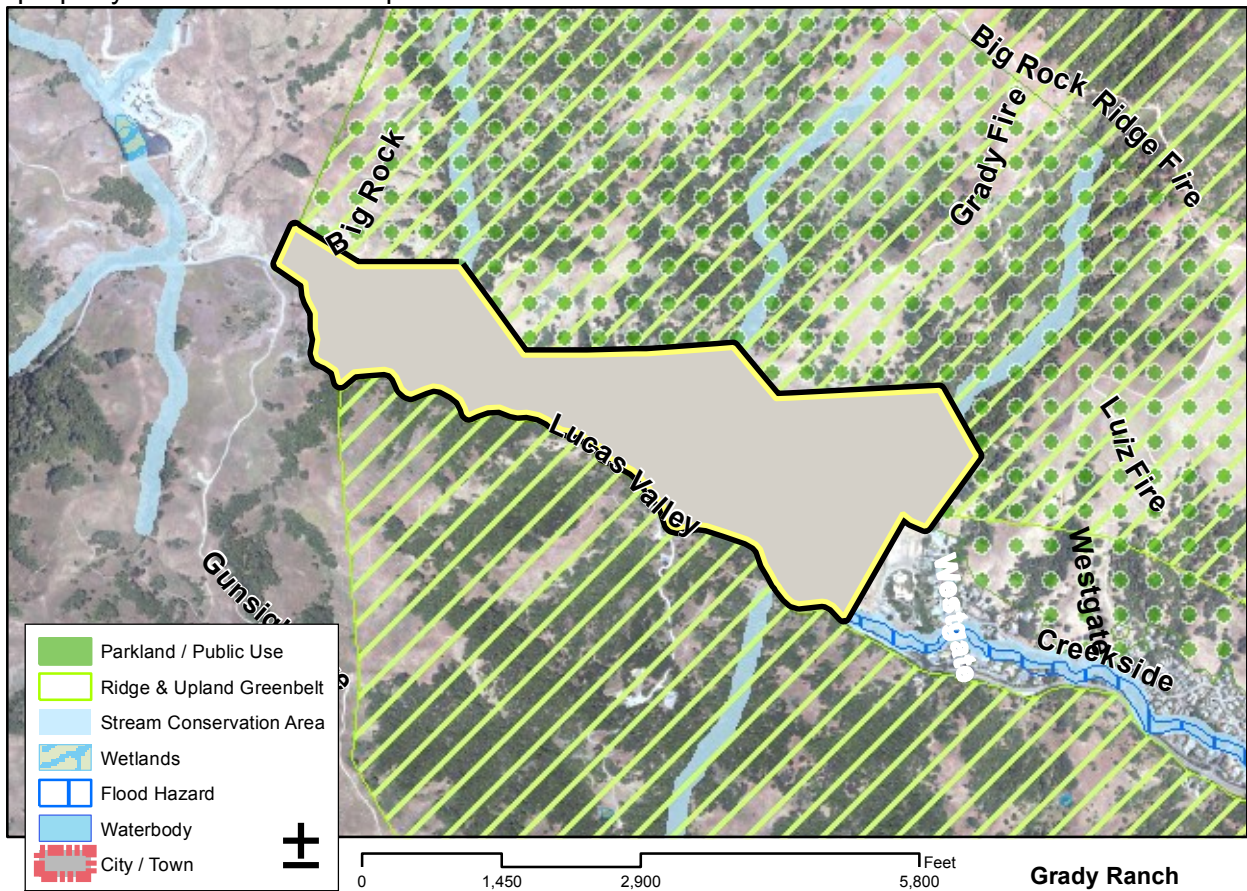 Big Rock Ridge Fire
Grady Fire
Big Rock
Luiz Fire
Lucas Valley
Westgate
Westgate
Creekside
Parkland / Public Use
Ridge & Upland Greenbelt
Stream Conservation Area
Wetlands
Flood Hazard
Waterbody
City / Town
±
Feet
0 1,450 2,900 5,800
Grady Ranch